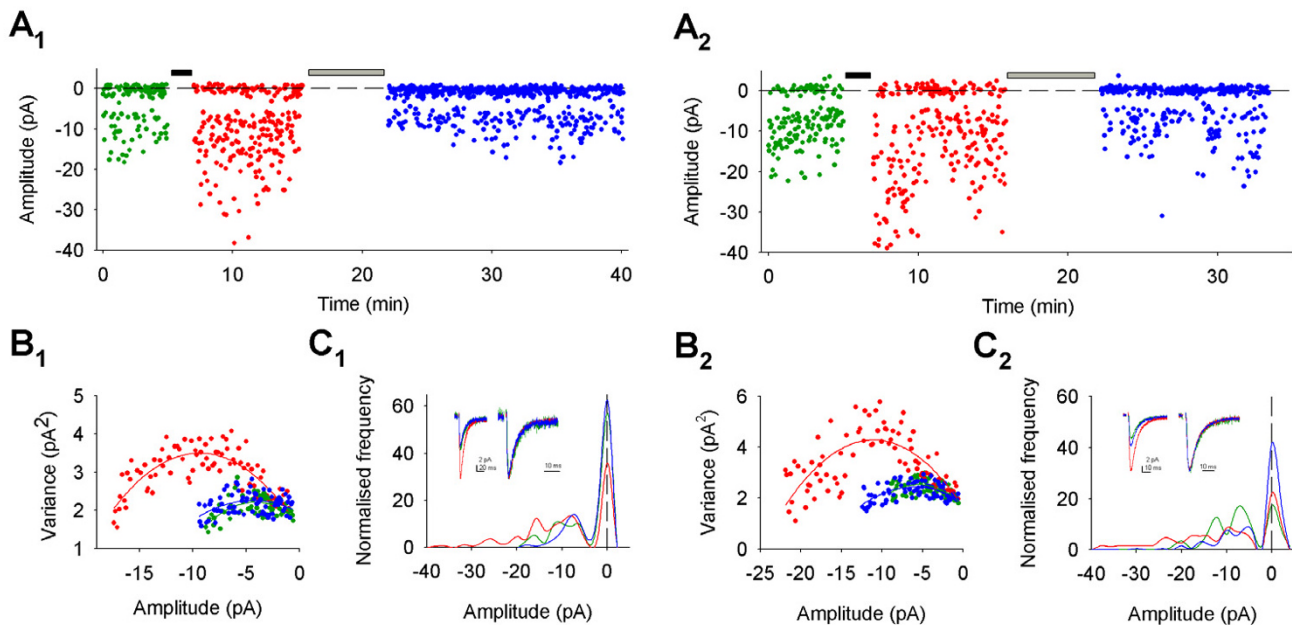 A1
Amplitude (pA)
0
-10
-20
-30
-40
0 10 20 30 40
Time (min)
A2
Amplitude (pA)
0
-10
-20
-30
-40
0 10 20 30
Time (min)
B1
Variance (pA2)
5
4
3
2
1
-15 -10 -5 0
Amplitude (pA)
C1
Normalised frequency
60
40
20
0
2 pA
20 ms
10 ms
-40 -30 -20 -10 0
Amplitude (pA)
B2
Variance (pA2)
6
4
2
0
-25 -20 -15 -10 -5 0
Amplitude (pA)
C2
Normalised frequency
60
40
20
0
2 pA
10 ms
10 ms
-40 -30 -20 -10 0
Amplitude (pA)